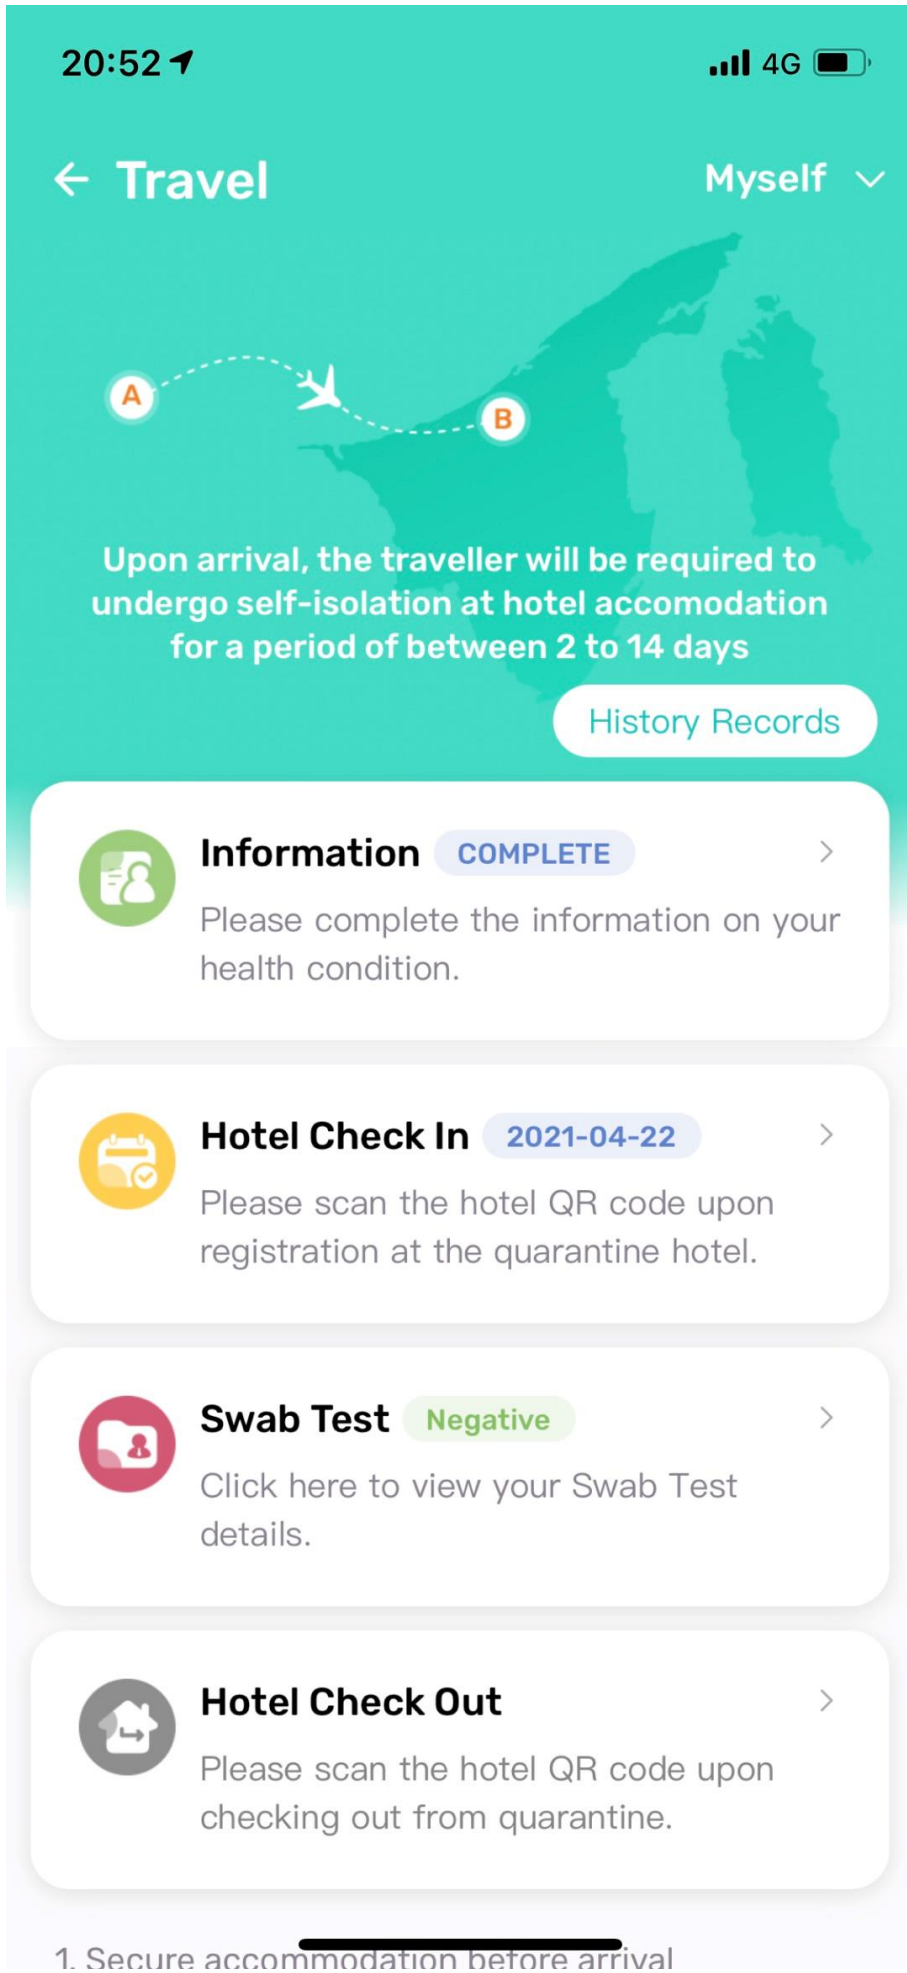 20:52
4G
Travel
Myself
A
B
Upon arrival, the traveller will be required to
undergo self-isolation at hotel accomodation
for a period of between 2 to 14 days
History Records
Information COMPLETE
Please complete the information on your
health condition.
Hotel Check In 2021-04-22
Please scan the hotel QR code upon
registration at the quarantine hotel.
Swab Test Negative
Click here to view your Swab Test
details.
Hotel Check Out
Please scan the hotel QR code upon
checking out from quarantine.
1. Secure accommodation before arrival